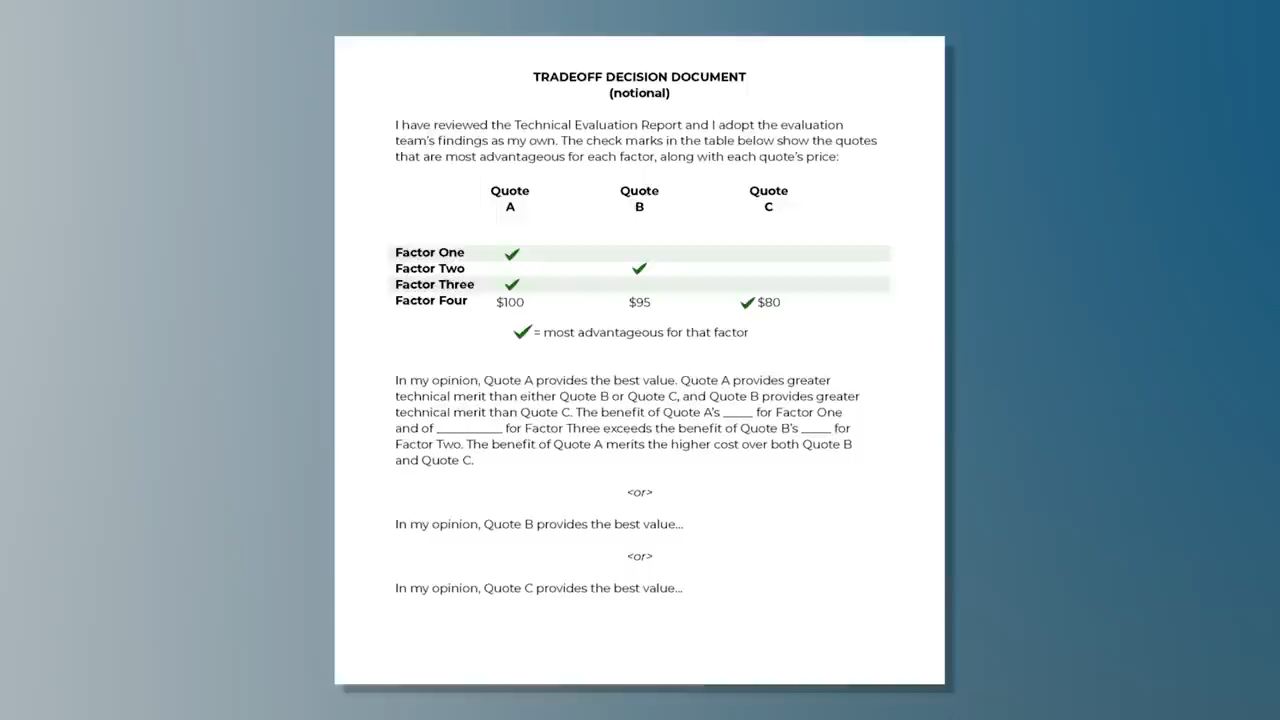 TRADEOFF DECISION DOCUMENT
(notional)
I have reviewed the Technical Evaluation Report and I adopt the evaluation
team's findings as my own. The check marks in the table below show the quotes
that are most advantageous for each factor, along with each quote's price:
Quote Quote Quote
A B C
Factor One ✓
Factor Two ✓
Factor Three ✓
Factor Four $100 $95 ✓ $80
✓ = most advantageous for that factor
In my opinion, Quote A provides the best value. Quote A provides greater
technical merit than either Quote B or Quote C, and Quote B provides greater
technical merit than Quote C. The benefit of Quote A's _____ for Factor One
and of ___________ for Factor Three exceeds the benefit of Quote B's _____ for
Factor Two. The benefit of Quote A merits the higher cost over both Quote B
and Quote C.
<or>
In my opinion, Quote B provides the best value...
<or>
In my opinion, Quote C provides the best value...